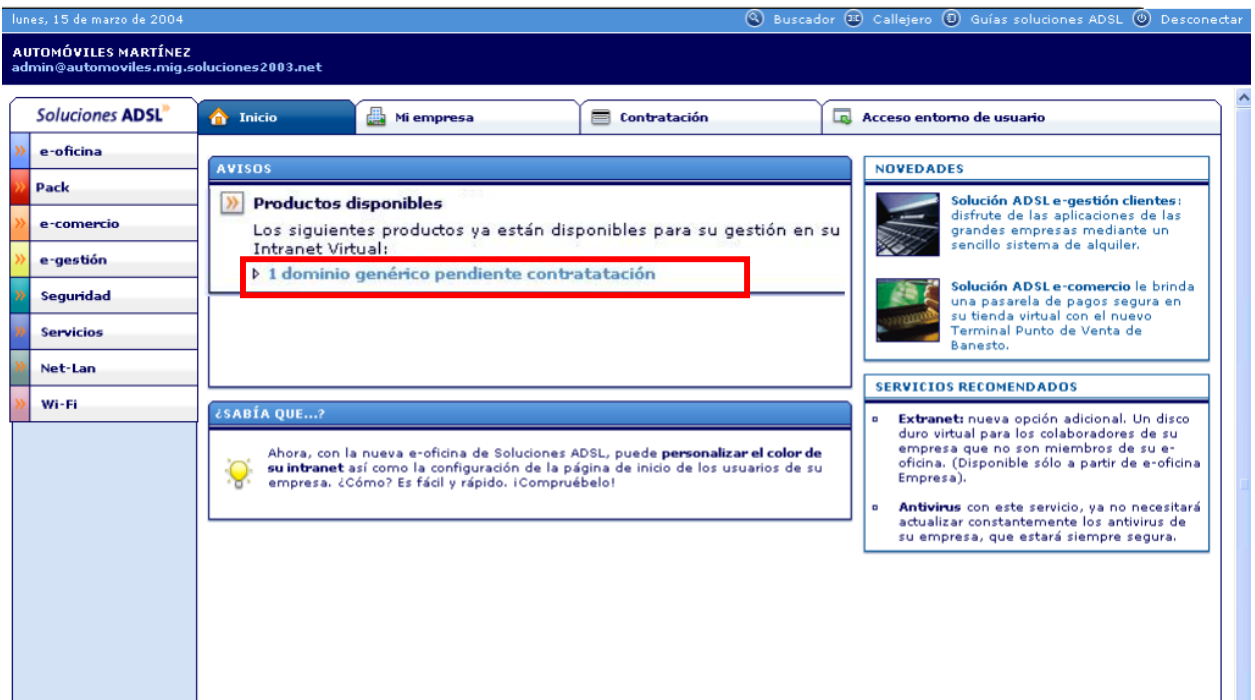 lunes, 15 de marzo de 2004
Buscador
Callejero
Guías soluciones ADSL
Desconectar
AUTOMÓVILES MARTÍNEZ
admin@automoviles.mig.soluciones2003.net
Soluciones ADSL
Inicio
Mi empresa
Contratación
Acceso entorno de usuario
e-oficina
Pack
e-comercio
e-gestión
Seguridad
Servicios
Net-Lan
Wi-Fi
AVISOS
Productos disponibles
Los siguientes productos ya están disponibles para su gestión en su
Intranet Virtual:
1 dominio genérico pendiente contratatación
¿SABÍA QUE...?
Ahora, con la nueva e-oficina de Soluciones ADSL, puede personalizar el color de
su intranet así como la configuración de la página de inicio de los usuarios de su
empresa. ¿Cómo? Es fácil y rápido. ¡Compruébelo!
NOVEDADES
Solución ADSL e-gestión clientes:
disfrute de las aplicaciones de las
grandes empresas mediante un
sencillo sistema de alquiler.
Solución ADSL e-comercio le brinda
una pasarela de pagos segura en
su tienda virtual con el nuevo
Terminal Punto de Venta de
Banesto.
SERVICIOS RECOMENDADOS
Extranet: nueva opción adicional. Un disco
duro virtual para los colaboradores de su
empresa que no son miembros de su e-
oficina. (Disponible sólo a partir de e-oficina
Empresa).
Antivirus con este servicio, ya no necesitará
actualizar constantemente los antivirus de
su empresa, que estará siempre segura.